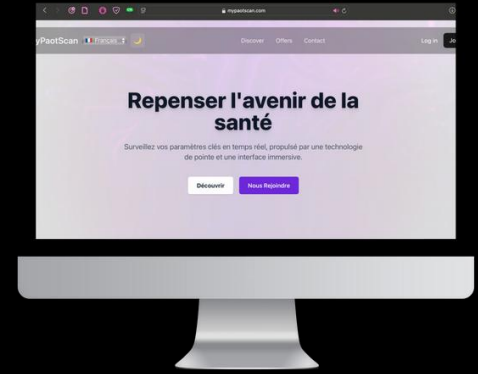 mypaotscan.com
yPaotScan Français
Discover Offers Contact
Log in Jo
Repenser l'avenir de la
santé
Surveillez vos paramètres clés en temps réel, propulsé par une technologie
de pointe et une interface immersive.
Découvrir Nous Rejoindre